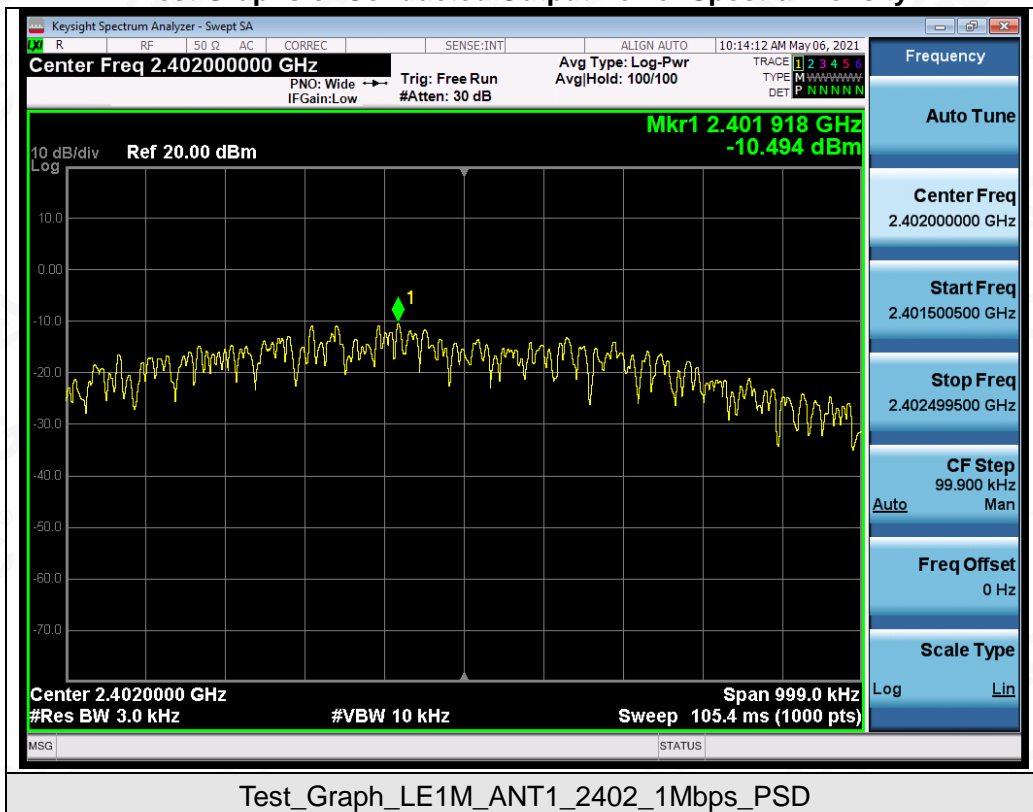 Keysight Spectrum Analyzer - Swept SA
LXI R RF 50 Ω AC CORREC SENSE:INT ALIGN AUTO 10:14:12 AM May 06, 2021
Center Freq 2.402000000 GHz
PNO: Wide
IFGain:Low
Trig: Free Run
#Atten: 30 dB
Avg Type: Log-Pwr
Avg|Hold: 100/100
TRACE 1 2 3 4 5 6
TYPE M WWWWW
DET P N N N N N
Mkr1 2.401 918 GHz
-10.494 dBm
10 dB/div Ref 20.00 dBm
Log
10.0
0.00
-10.0
-20.0
-30.0
-40.0
-50.0
-60.0
-70.0
1
Center 2.4020000 GHz Span 999.0 kHz
#Res BW 3.0 kHz #VBW 10 kHz Sweep 105.4 ms (1000 pts)
MSG STATUS
Frequency
Auto Tune
Center Freq
2.402000000 GHz
Start Freq
2.401500500 GHz
Stop Freq
2.402499500 GHz
CF Step
99.900 kHz
Auto Man
Freq Offset
0 Hz
Scale Type
Log Lin
Test_Graph_LE1M_ANT1_2402_1Mbps_PSD